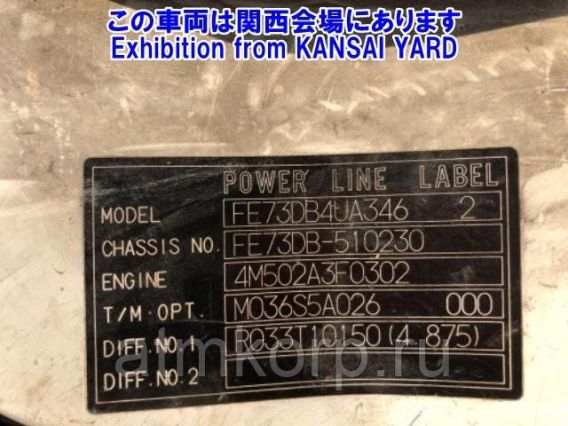 この車両は関西会場にあります
Exhibition from KANSAI YARD
POWER LINE LABEL
MODEL FE73DB4UA346 2
CHASSIS NO. FE73DB-510230
ENGINE 4M502A3F0302
T/M·OPT. M036S5A026 000
DIFF.NO.1 R033T10150(4.875)
DIFF.NO.2
atmkorp.ru